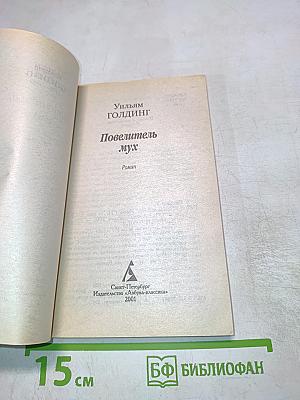 Уильям
ГОЛДИНГ
Повелитель
мух
Роман
Санкт-Петербург
Издательство «Азбука-классика»
2001
15 см
БФ БИБЛИОФАН